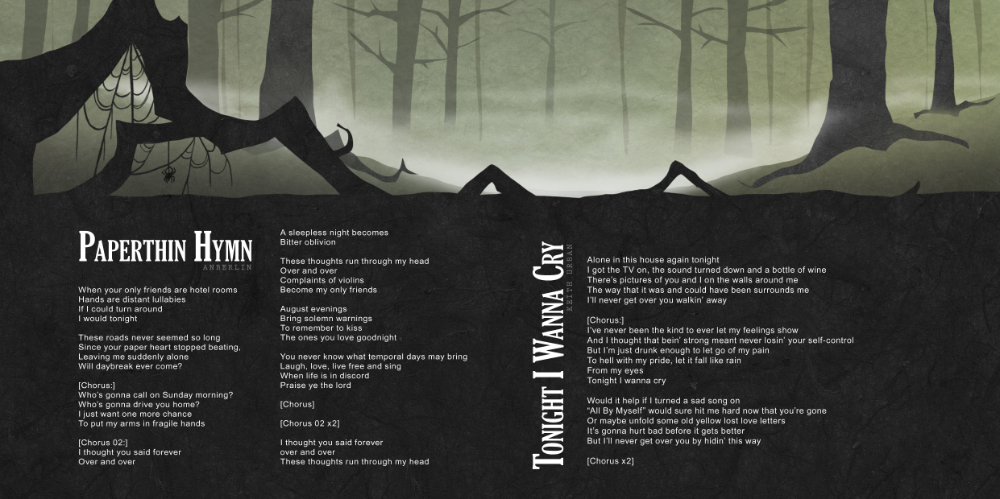 PAPERTHIN HYMN
ANBERLIN
When your only friends are hotel rooms
Hands are distant lullabies
If I could turn around
I would tonight
These roads never seemed so long
Since your paper heart stopped beating,
Leaving me suddenly alone
Will daybreak ever come?
[Chorus:]
Who's gonna call on Sunday morning?
Who's gonna drive you home?
I just want one more chance
To put my arms in fragile hands
[Chorus 02:]
I thought you said forever
Over and over
A sleepless night becomes
Bitter oblivion
These thoughts run through my head
Over and over
Complaints of violins
Become my only friends
August evenings
Bring solemn warnings
To remember to kiss
The ones you love goodnight
You never know what temporal days may bring
Laugh, love, live free and sing
When life is in discord
Praise ye the lord
[Chorus]
[Chorus 02 x2]
I thought you said forever
over and over
These thoughts run through my head
TONIGHT I WANNA CRY
KEITH URBAN
Alone in this house again tonight
I got the TV on, the sound turned down and a bottle of wine
There's pictures of you and I on the walls around me
The way that it was and could have been surrounds me
I'll never get over you walkin' away
[Chorus:]
I've never been the kind to ever let my feelings show
And I thought that bein' strong meant never losin' your self-control
But I'm just drunk enough to let go of my pain
To hell with my pride, let it fall like rain
From my eyes
Tonight I wanna cry
Would it help if I turned a sad song on
"All By Myself" would sure hit me hard now that you're gone
Or maybe unfold some old yellow lost love letters
It's gonna hurt bad before it gets better
But I'll never get over you by hidin' this way
[Chorus x2]